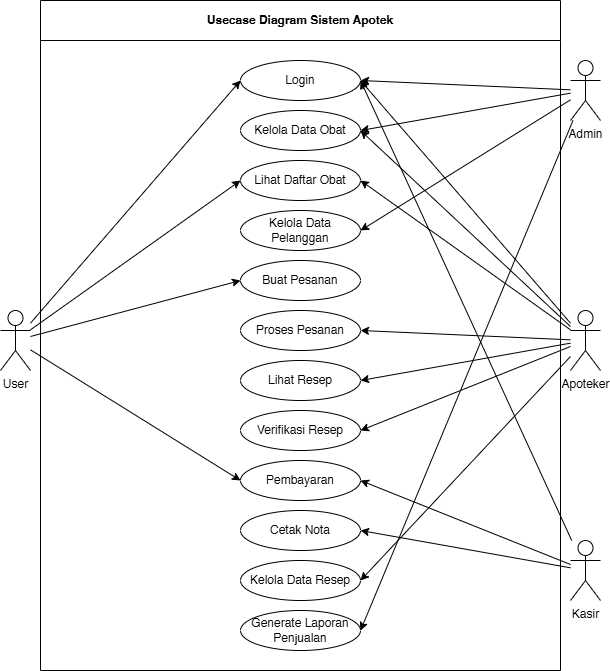 Usecase Diagram Sistem Apotek
Login
Kelola Data Obat
Lihat Daftar Obat
Kelola Data
Pelanggan
Buat Pesanan
Proses Pesanan
Lihat Resep
Verifikasi Resep
Pembayaran
Cetak Nota
Kelola Data Resep
Generate Laporan
Penjualan
User
Admin
Apoteker
Kasir